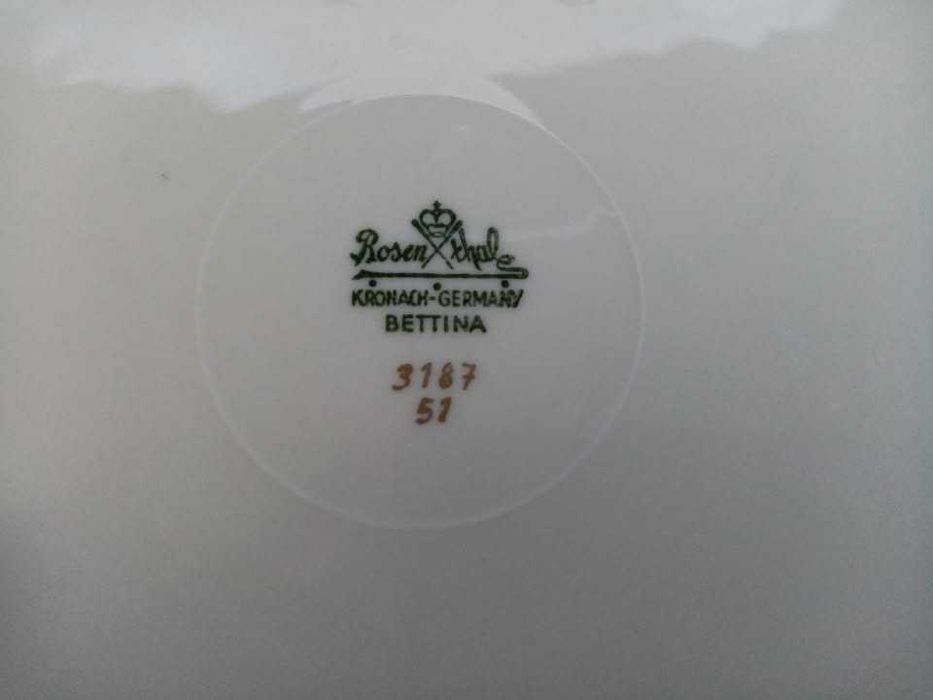 Rosenthal
KRONACH-GERMANY
BETTINA
3187
51